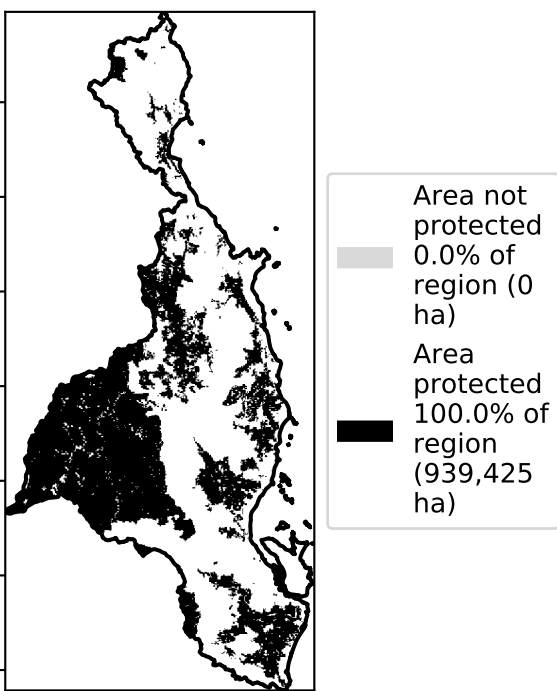 Area not
protected
0.0% of
region (0
ha)
Area
protected
100.0% of
region
(939,425
ha)